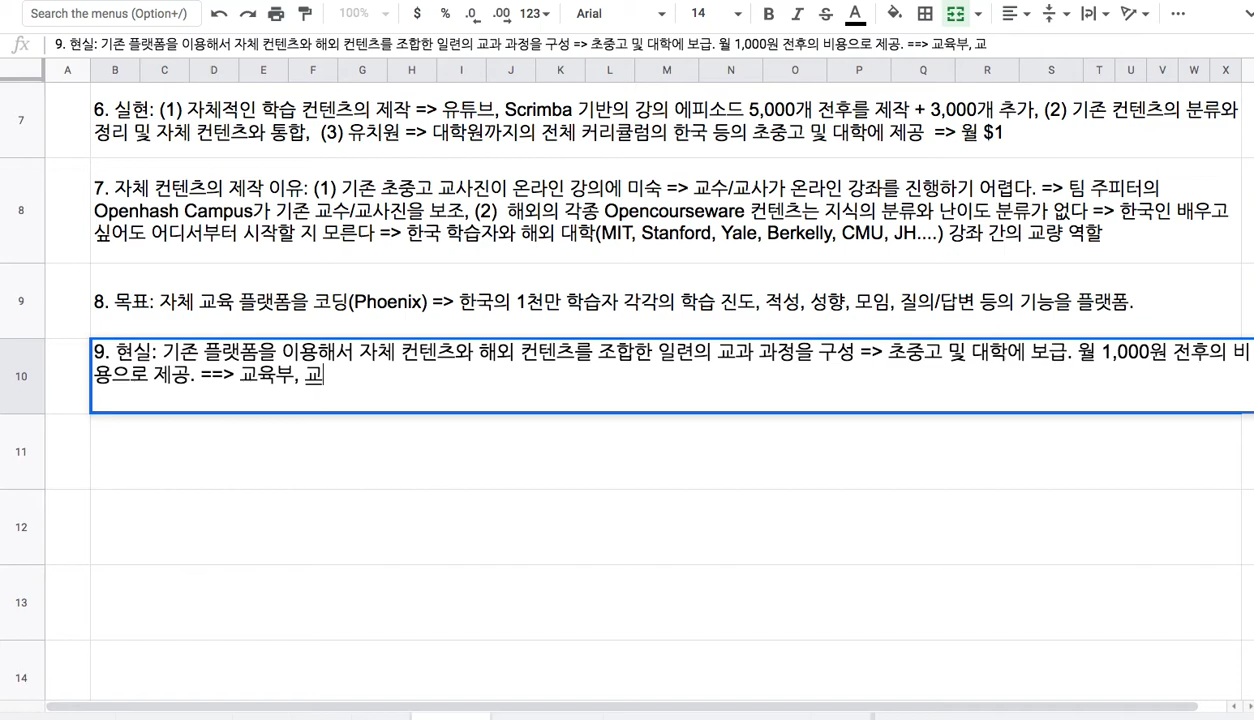 Search the menus (Option+/)
100%
$ % .0 .00 123
Arial
14
B I S A
fx 9. 현실: 기존 플랫폼을 이용해서 자체 컨텐츠와 해외 컨텐츠를 조합한 일련의 교과 과정을 구성 => 초중고 및 대학에 보급. 월 1,000원 전후의 비용으로 제공. ==> 교육부, 교
A B C D E F G H I J K L M N O P Q R S T U V W X
7
6. 실현: (1) 자체적인 학습 컨텐츠의 제작 => 유튜브, Scrimba 기반의 강의 에피소드 5,000개 전후를 제작 + 3,000개 추가, (2) 기존 컨텐츠의 분류와
정리 및 자체 컨텐츠와 통합, (3) 유치원 => 대학원까지의 전체 커리큘럼의 한국 등의 초중고 및 대학에 제공 => 월 $1
8
7. 자체 컨텐츠의 제작 이유: (1) 기존 초중고 교사진이 온라인 강의에 미숙 => 교수/교사가 온라인 강좌를 진행하기 어렵다. => 팀 주피터의
Openhash Campus가 기존 교수/교사진을 보조, (2) 해외의 각종 Opencourseware 컨텐츠는 지식의 분류와 난이도 분류가 없다 => 한국인 배우고
싶어도 어디서부터 시작할 지 모른다 => 한국 학습자와 해외 대학(MIT, Stanford, Yale, Berkelly, CMU, JH....) 강좌 간의 교량 역할
9
8. 목표: 자체 교육 플랫폼을 코딩(Phoenix) => 한국의 1천만 학습자 각각의 학습 진도, 적성, 성향, 모임, 질의/답변 등의 기능을 플랫폼.
10
9. 현실: 기존 플랫폼을 이용해서 자체 컨텐츠와 해외 컨텐츠를 조합한 일련의 교과 과정을 구성 => 초중고 및 대학에 보급. 월 1,000원 전후의 비
용으로 제공. ==> 교육부, 교
11
12
13
14